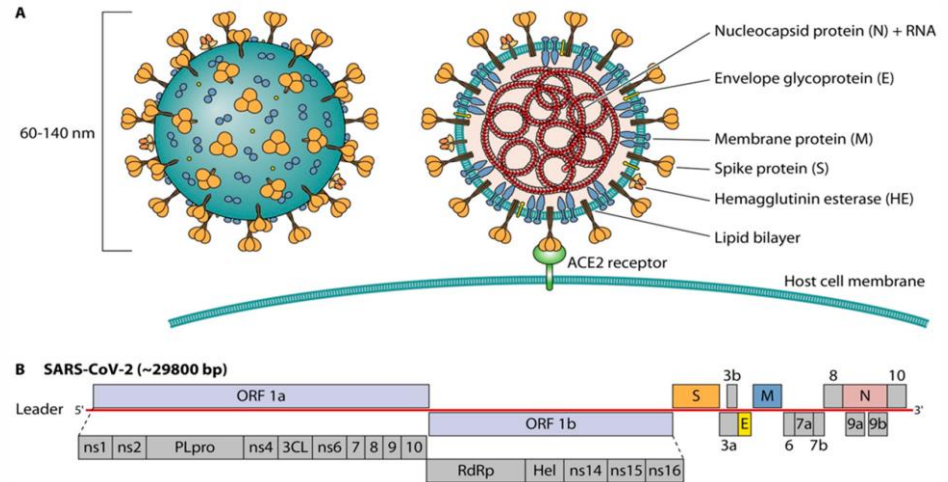 A
60-140 nm
Nucleocapsid protein (N) + RNA
Envelope glycoprotein (E)
Membrane protein (M)
Spike protein (S)
Hemagglutinin esterase (HE)
Lipid bilayer
ACE2 receptor
Host cell membrane
B SARS-CoV-2 (~29800 bp)
3b 8 10
ORF 1a S M N
Leader 5' 3'
ORF 1b E 7a 9a 9b
3a 6 7b
ns1 ns2 PLpro ns4 3CL ns6 7 8 9 10
RdRp Hel ns14 ns15 ns16